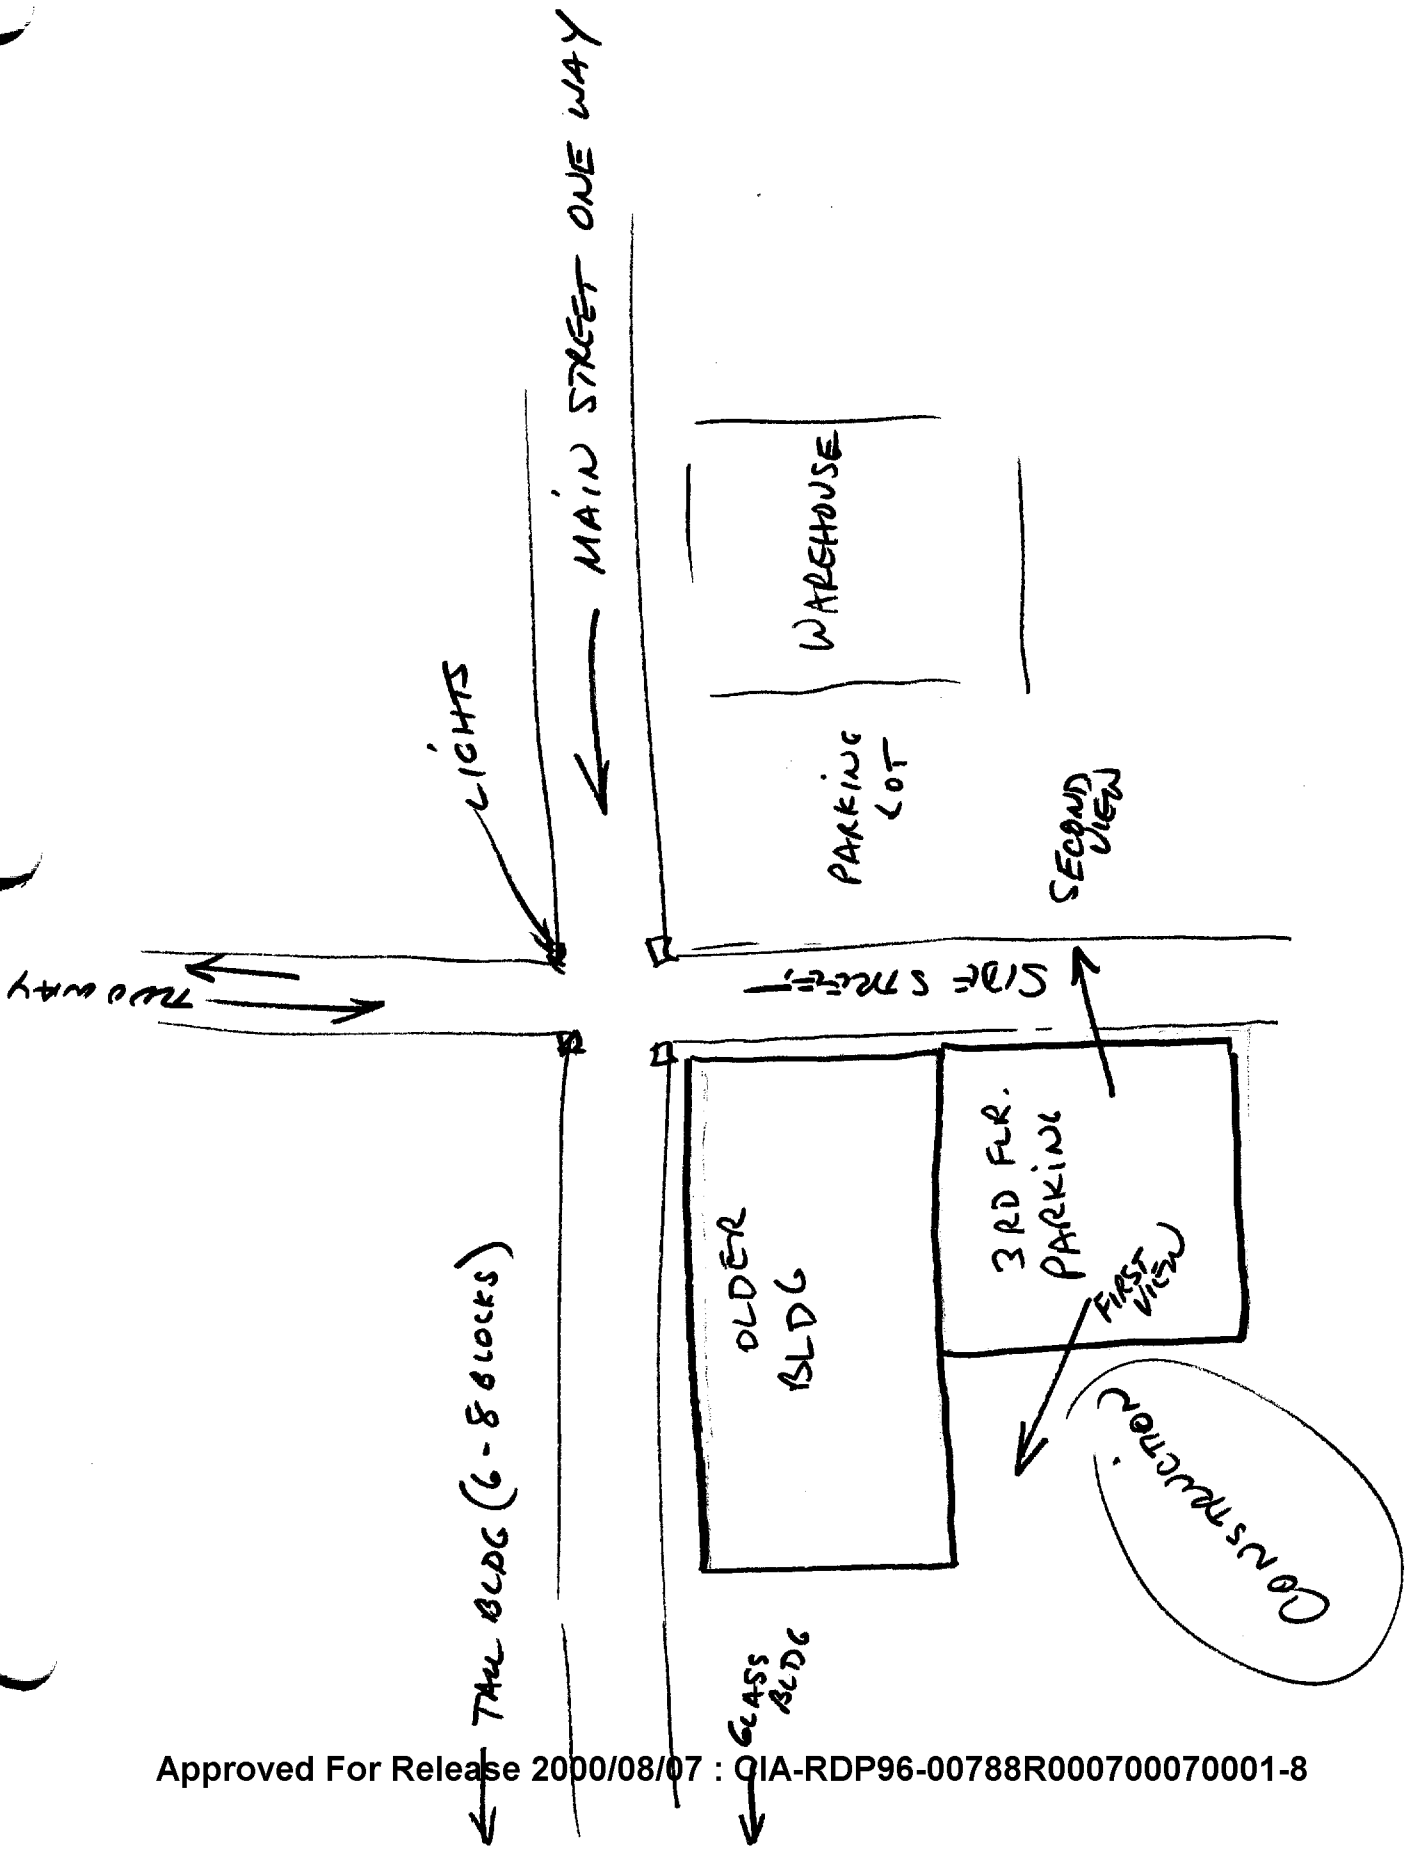 MAIN STREET ONE WAY
LIGHTS
WAREHOUSE
PARKING
LOT
SECOND
VIEW
TWO WAY
SIDE STREET
OLDER
BLDG
3RD FLR.
PARKING
FIRST
VIEW
CONSTRUCTION
TALL BLDG (6-8 BLOCKS)
GLASS
BLDG
Approved For Release 2000/08/07 : CIA-RDP96-00788R000700070001-8